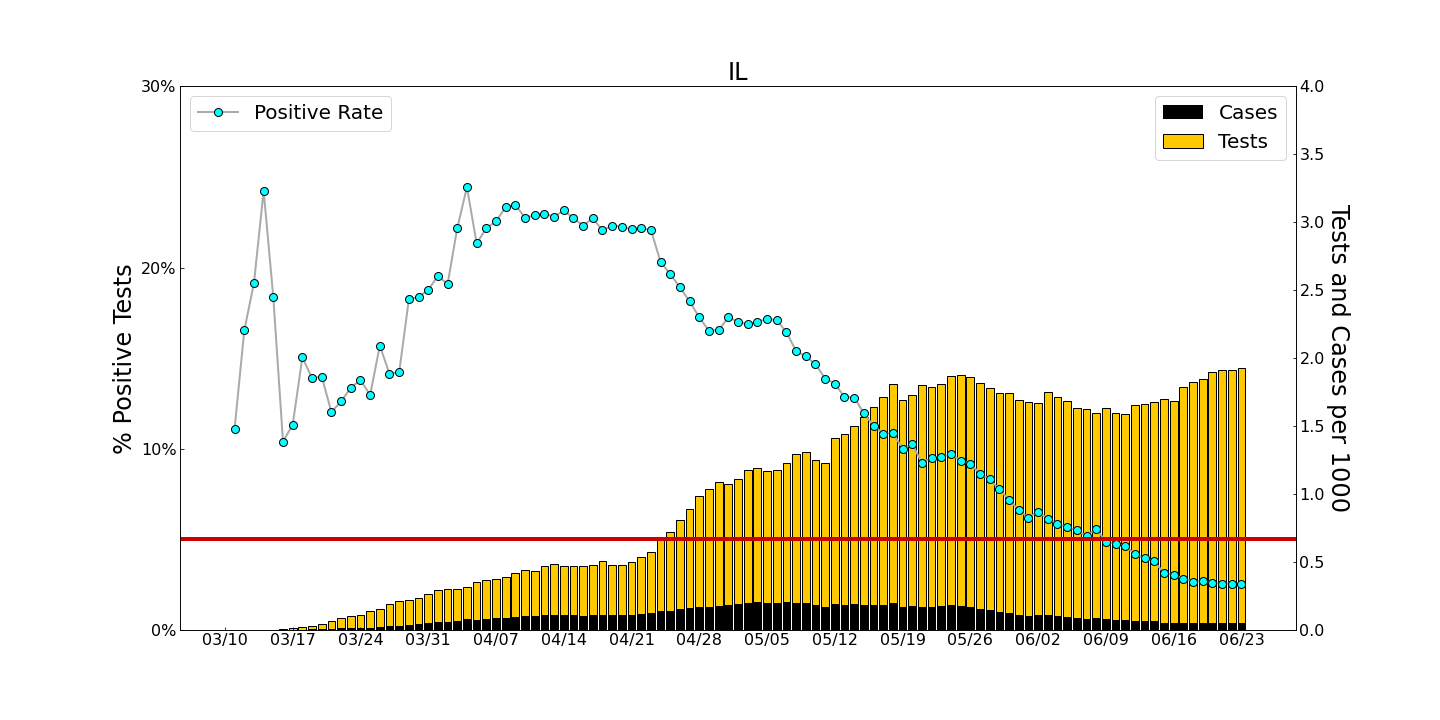 IL
30%
20%
10%
0%
% Positive Tests
Positive Rate
Cases
Tests
4.0
3.5
3.0
2.5
2.0
1.5
1.0
0.5
0.0
Tests and Cases per 1000
03/10 03/17 03/24 03/31 04/07 04/14 04/21 04/28 05/05 05/12 05/19 05/26 06/02 06/09 06/16 06/23